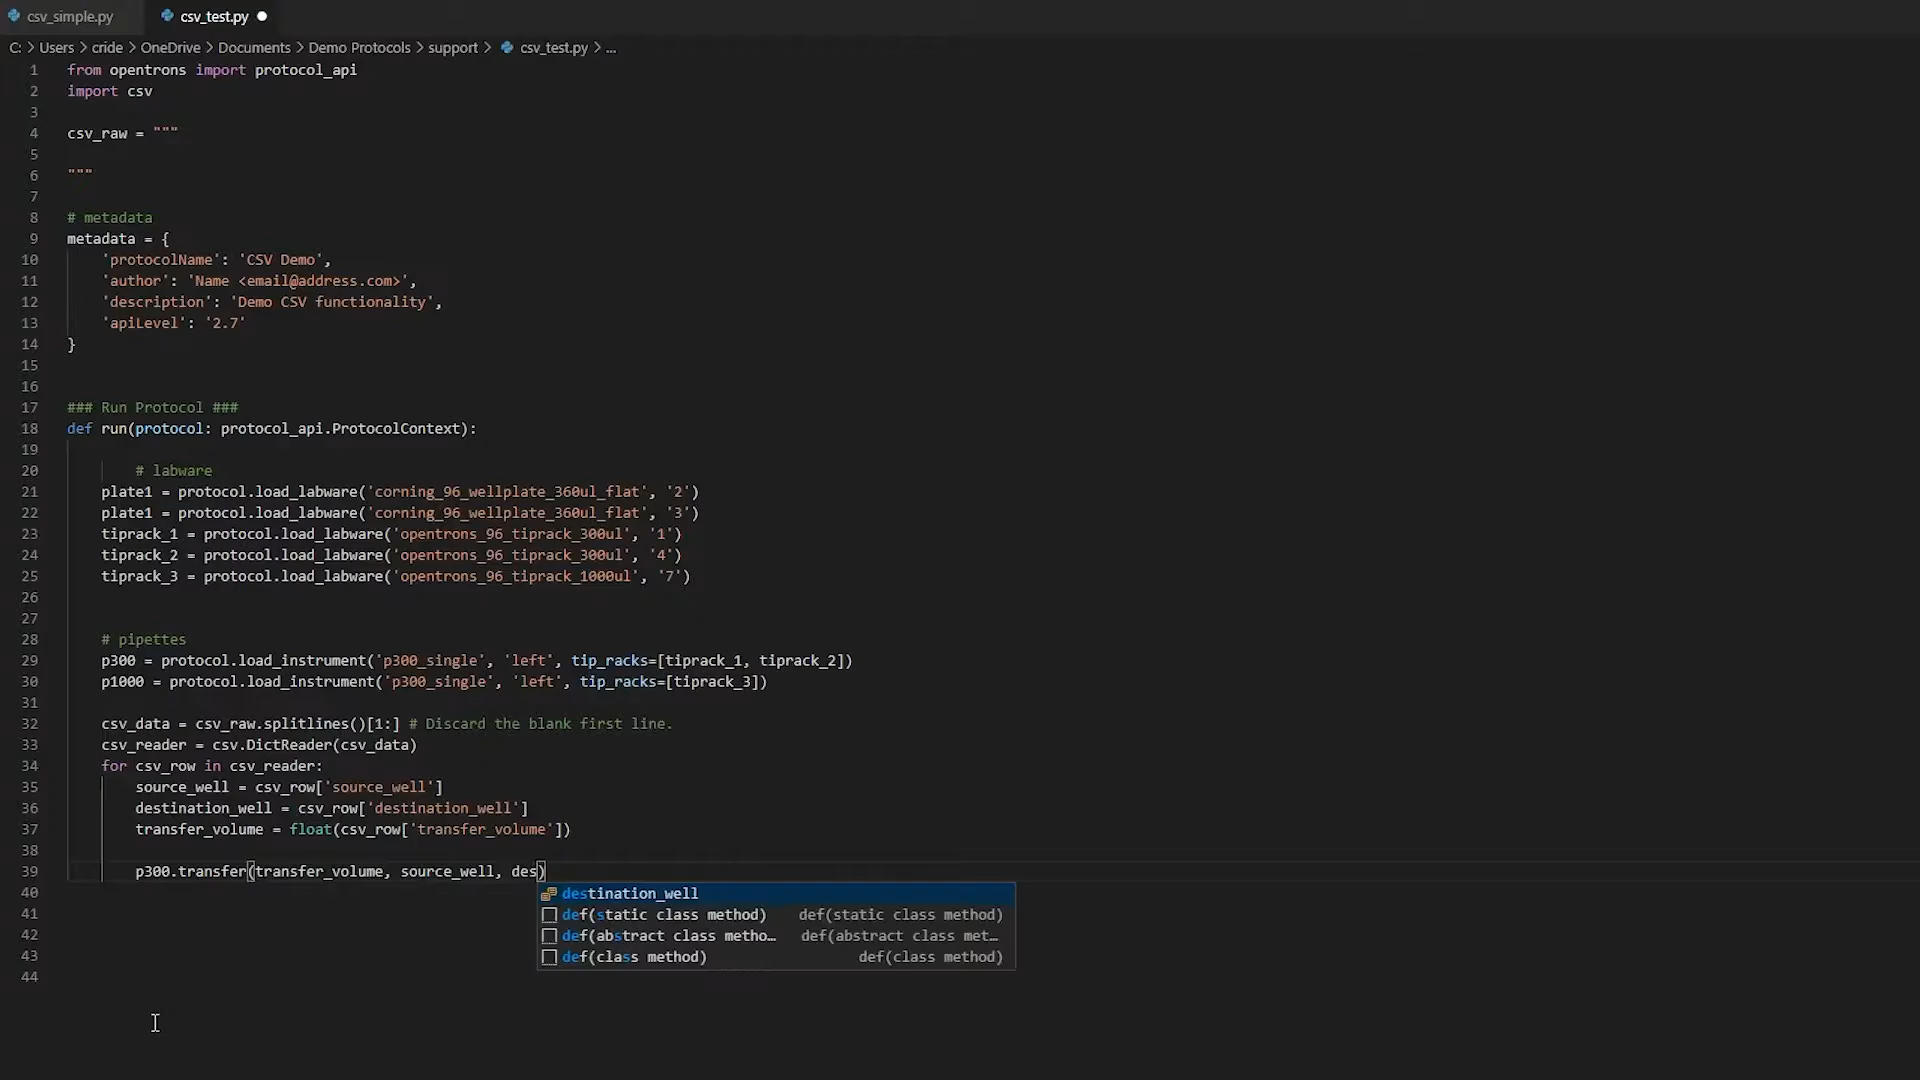 csv_simple.py csv_test.py
C: > Users > cride > OneDrive > Documents > Demo Protocols > support > csv_test.py > ...
1 from opentrons import protocol_api
2 import csv
3
4 csv_raw = """
5
6 """
7
8 # metadata
9 metadata = {
10 'protocolName': 'CSV Demo',
11 'author': 'Name <email@address.com>',
12 'description': 'Demo CSV functionality',
13 'apiLevel': '2.7'
14 }
15
16
17 ### Run Protocol ###
18 def run(protocol: protocol_api.ProtocolContext):
19
20 # labware
21 plate1 = protocol.load_labware('corning_96_wellplate_360ul_flat', '2')
22 plate1 = protocol.load_labware('corning_96_wellplate_360ul_flat', '3')
23 tiprack_1 = protocol.load_labware('opentrons_96_tiprack_300ul', '1')
24 tiprack_2 = protocol.load_labware('opentrons_96_tiprack_300ul', '4')
25 tiprack_3 = protocol.load_labware('opentrons_96_tiprack_1000ul', '7')
26
27
28 # pipettes
29 p300 = protocol.load_instrument('p300_single', 'left', tip_racks=[tiprack_1, tiprack_2])
30 p1000 = protocol.load_instrument('p300_single', 'left', tip_racks=[tiprack_3])
31
32 csv_data = csv_raw.splitlines()[1:] # Discard the blank first line.
33 csv_reader = csv.DictReader(csv_data)
34 for csv_row in csv_reader:
35 source_well = csv_row['source_well']
36 destination_well = csv_row['destination_well']
37 transfer_volume = float(csv_row['transfer_volume'])
38
39 p300.transfer(transfer_volume, source_well, des)
40 destination_well
41 def(static class method) def(static class method)
42 def(abstract class metho… def(abstract class met…
43 def(class method) def(class method)
44